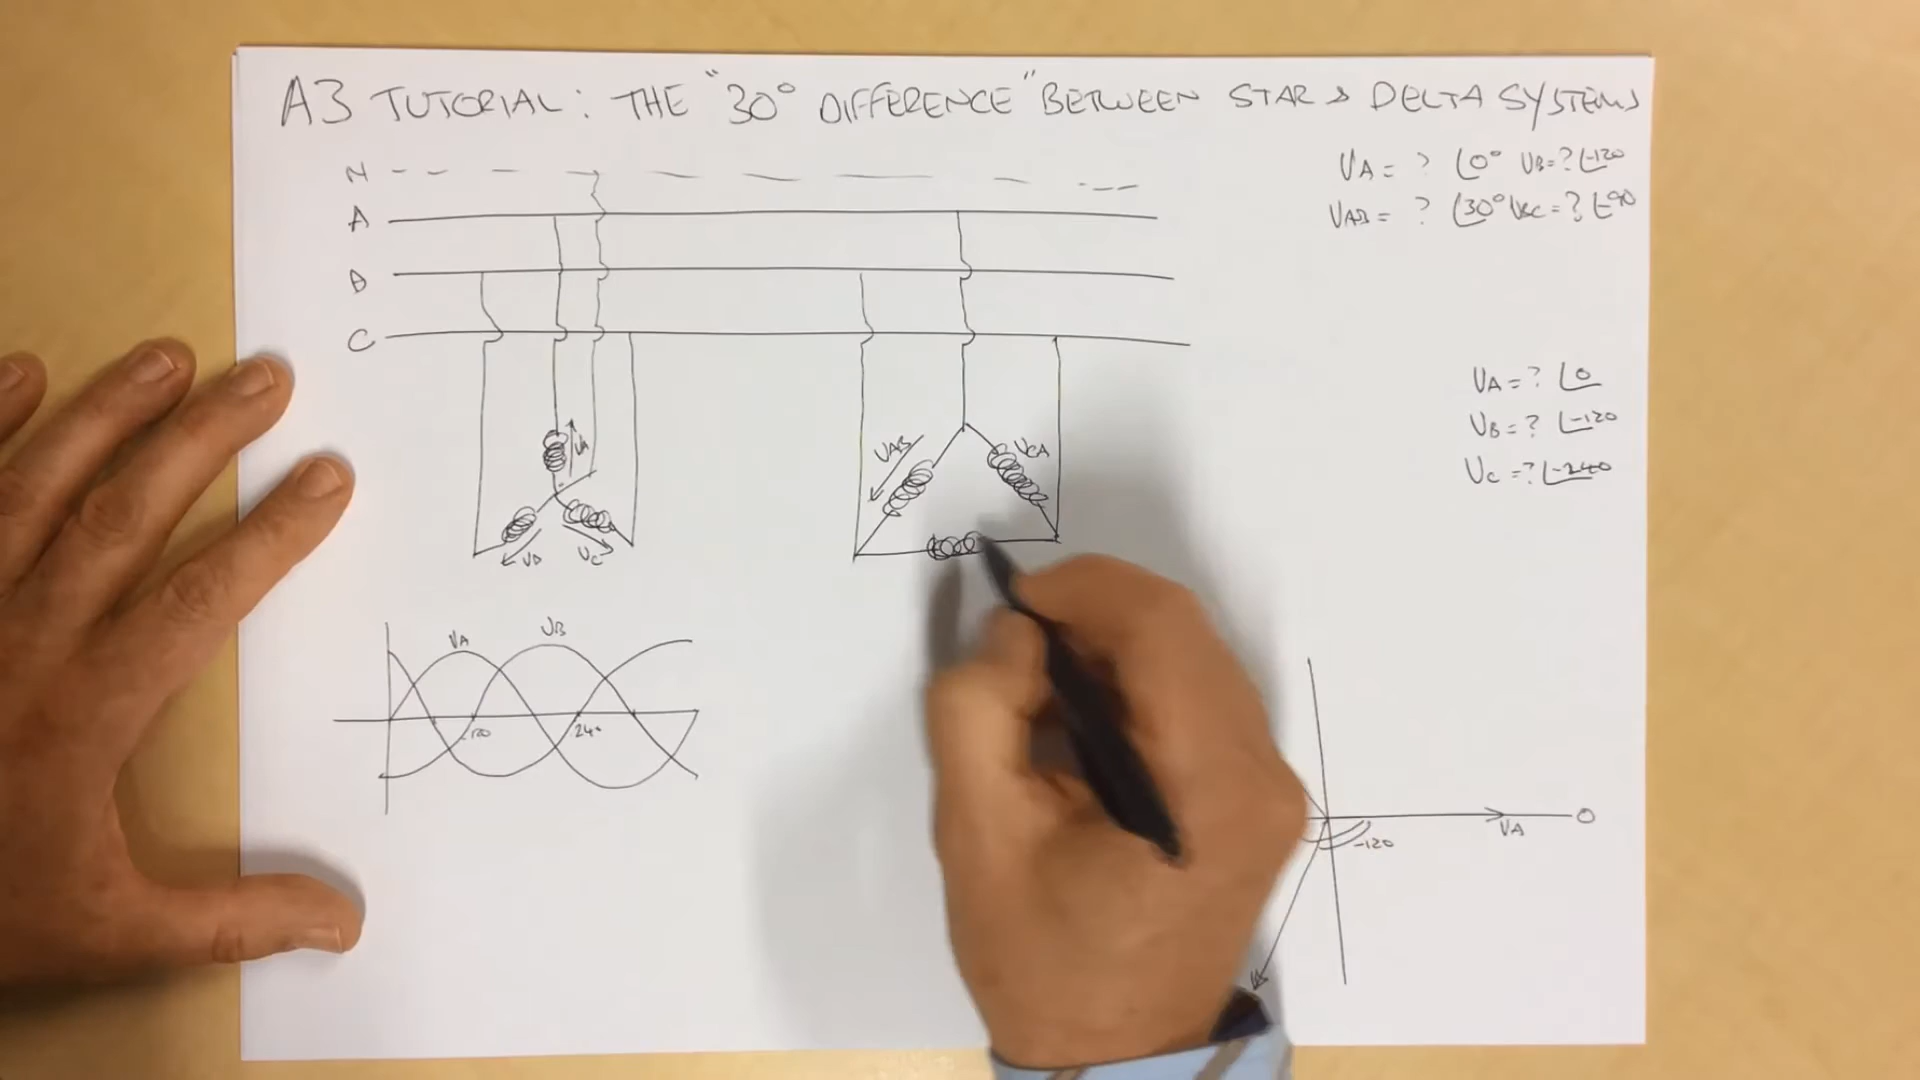 A3 TUTORIAL: THE "30° DIFFERENCE" BETWEEN STAR & DELTA SYSTEMS
N
VA = ? ∠0° VB = ? ∠-120
VAB = ? ∠30° VBC = ? ∠-90
A
B
C
VA = ? ∠0
VB = ? ∠-120
VC = ? ∠-240
VA
VAB
VCA
VB
VC
VA
VB
120
240
VA
0
-120